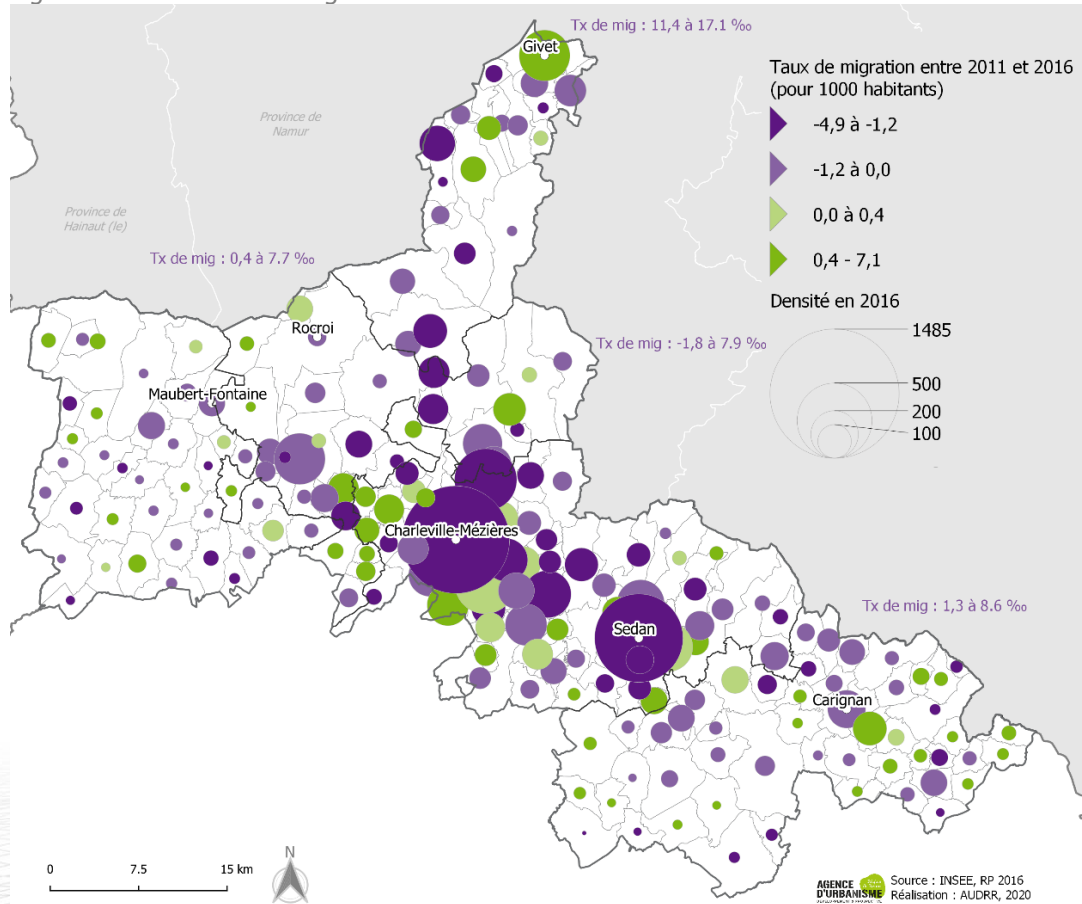 Tx de mig : 11,4 à 17.1 ‰
Givet
Taux de migration entre 2011 et 2016
(pour 1000 habitants)
-4,9 à -1,2
-1,2 à 0,0
0,0 à 0,4
0,4 - 7,1
Province de
Namur
Province de
Hainaut (le)
Tx de mig : 0,4 à 7.7 ‰
Densité en 2016
1485
500
200
100
Rocroi
Tx de mig : -1,8 à 7.9 ‰
Maubert-Fontaine
Charleville-Mézières
Tx de mig : 1,3 à 8.6 ‰
Sedan
Carignan
N
0 7.5 15 km
AGENCE
D'URBANISME
Source : INSEE, RP 2016
Réalisation : AUDRR, 2020